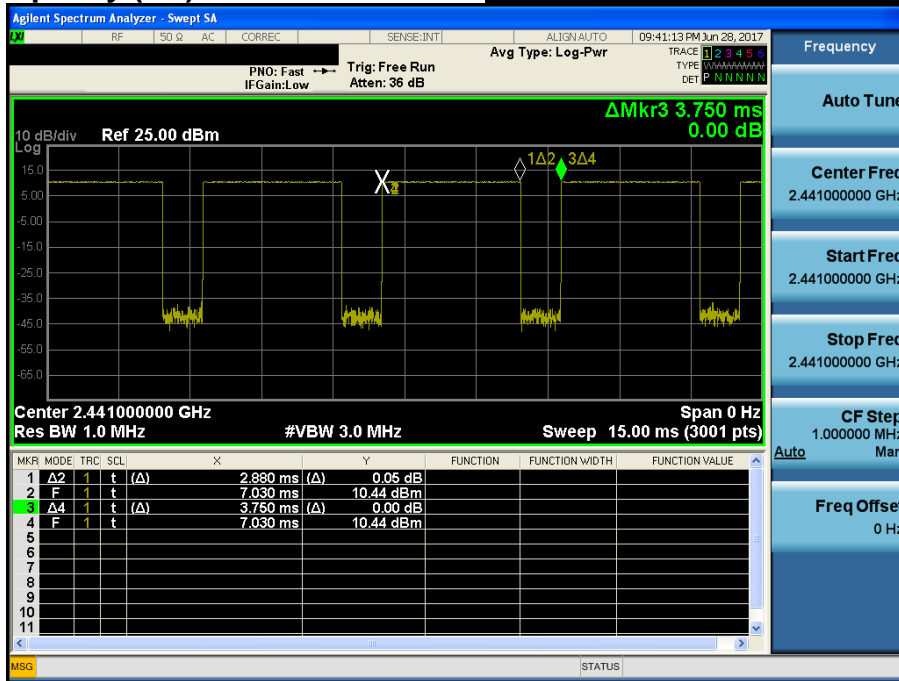 Agilent Spectrum Analyzer - Swept SA
LXI RF 50 Ω AC CORREC SENSE:INT ALIGN AUTO 09:41:13 PM Jun 28, 2017
Avg Type: Log-Pwr
TRACE 1 2 3 4 5 6
TYPE
DET P N N N N N
PNO: Fast Trig: Free Run
IFGain:Low Atten: 36 dB
ΔMkr3 3.750 ms
0.00 dB
10 dB/div Ref 25.00 dBm
Log
1Δ2 3Δ4
15.0
5.00
-5.00
-15.0
-25.0
-35.0
-45.0
-55.0
-65.0
X
Center 2.441000000 GHz Span 0 Hz
Res BW 1.0 MHz #VBW 3.0 MHz Sweep 15.00 ms (3001 pts)
MKR MODE TRC SCL X Y FUNCTION FUNCTION WIDTH FUNCTION VALUE
1 Δ2 1 t (Δ) 2.880 ms (Δ) 0.05 dB
2 F 1 t 7.030 ms 10.44 dBm
3 Δ4 1 t (Δ) 3.750 ms (Δ) 0.00 dB
4 F 1 t 7.030 ms 10.44 dBm
5
6
7
8
9
10
11
MSG STATUS
Frequency
Auto Tune
Center Freq
2.441000000 GHz
Start Freq
2.441000000 GHz
Stop Freq
2.441000000 GHz
CF Step
1.000000 MHz
Auto Man
Freq Offset
0 Hz